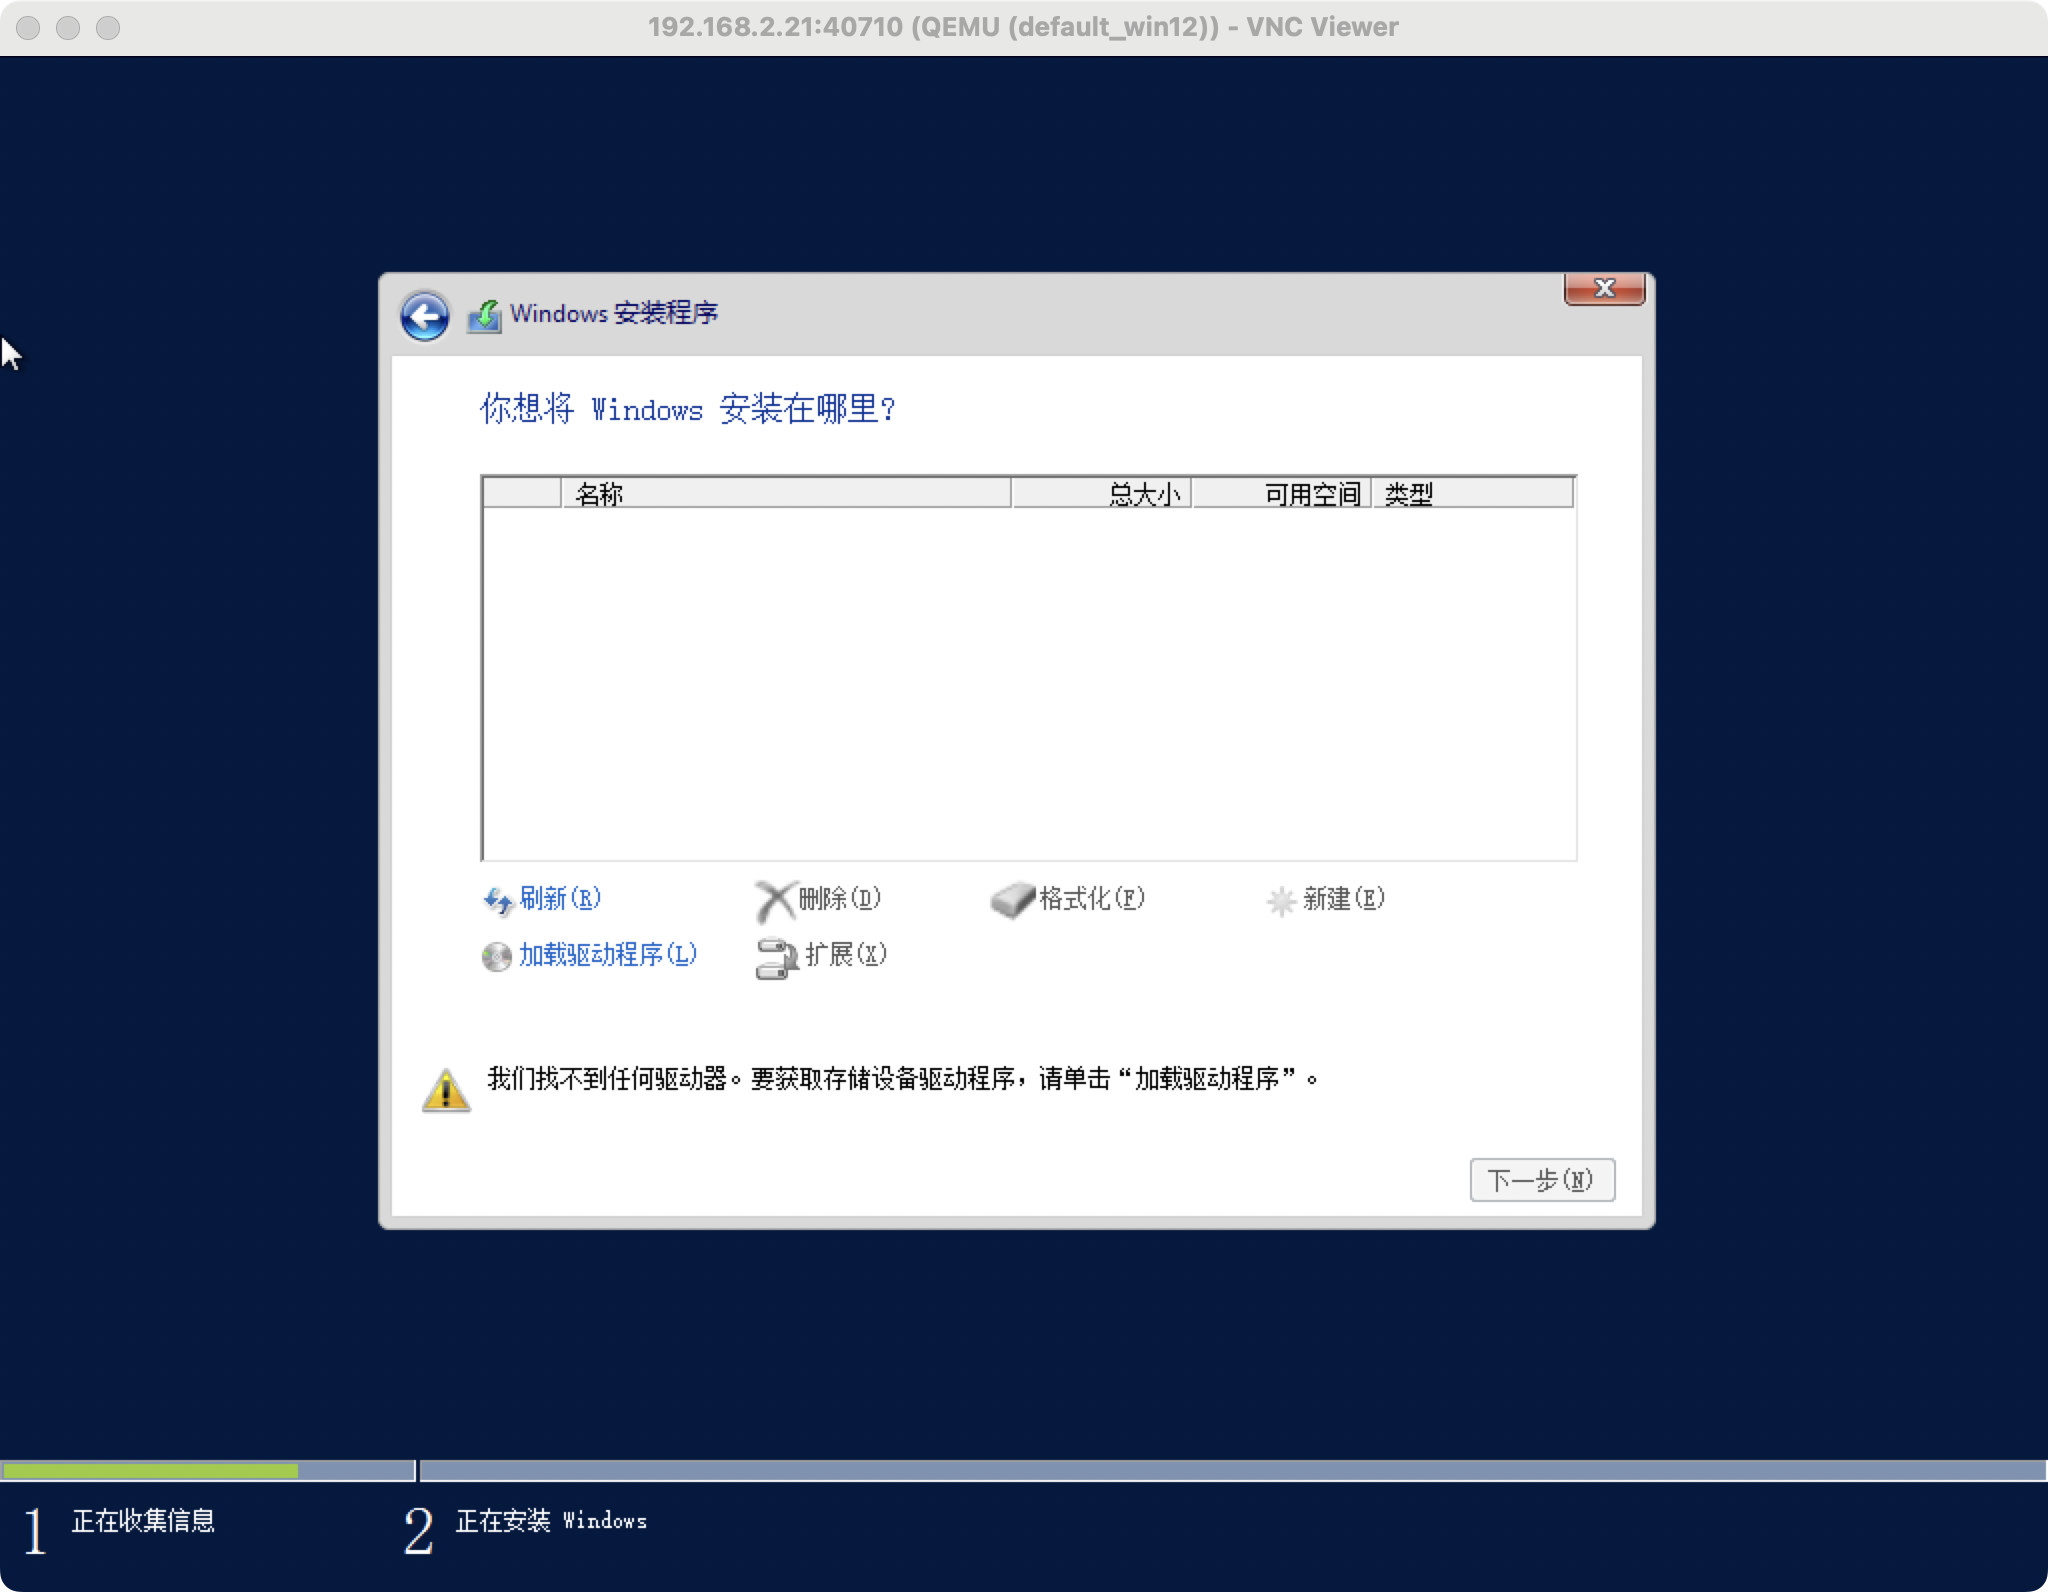 192.168.2.21:40710 (QEMU (default_win12)) - VNC Viewer
Windows 安装程序
你想将 Windows 安装在哪里?
名称 总大小 可用空间 类型
刷新(R) 删除(D) 格式化(F) 新建(E)
加载驱动程序(L) 扩展(X)
我们找不到任何驱动器。要获取存储设备驱动程序，请单击“加载驱动程序”。
下一步(N)
1 正在收集信息 2 正在安装 Windows